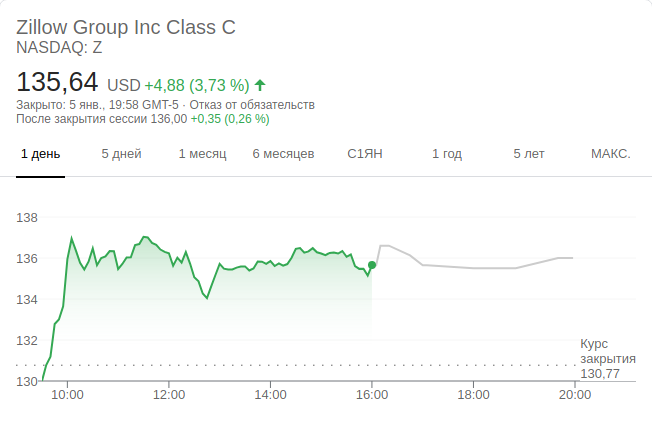 Zillow Group Inc Class C
NASDAQ: Z
135,64 USD +4,88 (3,73 %)
Закрыто: 5 янв., 19:58 GMT-5 · Отказ от обязательств
После закрытия сессии 136,00 +0,35 (0,26 %)
1 день 5 дней 1 месяц 6 месяцев С1ЯН 1 год 5 лет МАКС.
138
136
134
132
Курс
закрытия
130,77
130
10:00 12:00 14:00 16:00 18:00 20:00